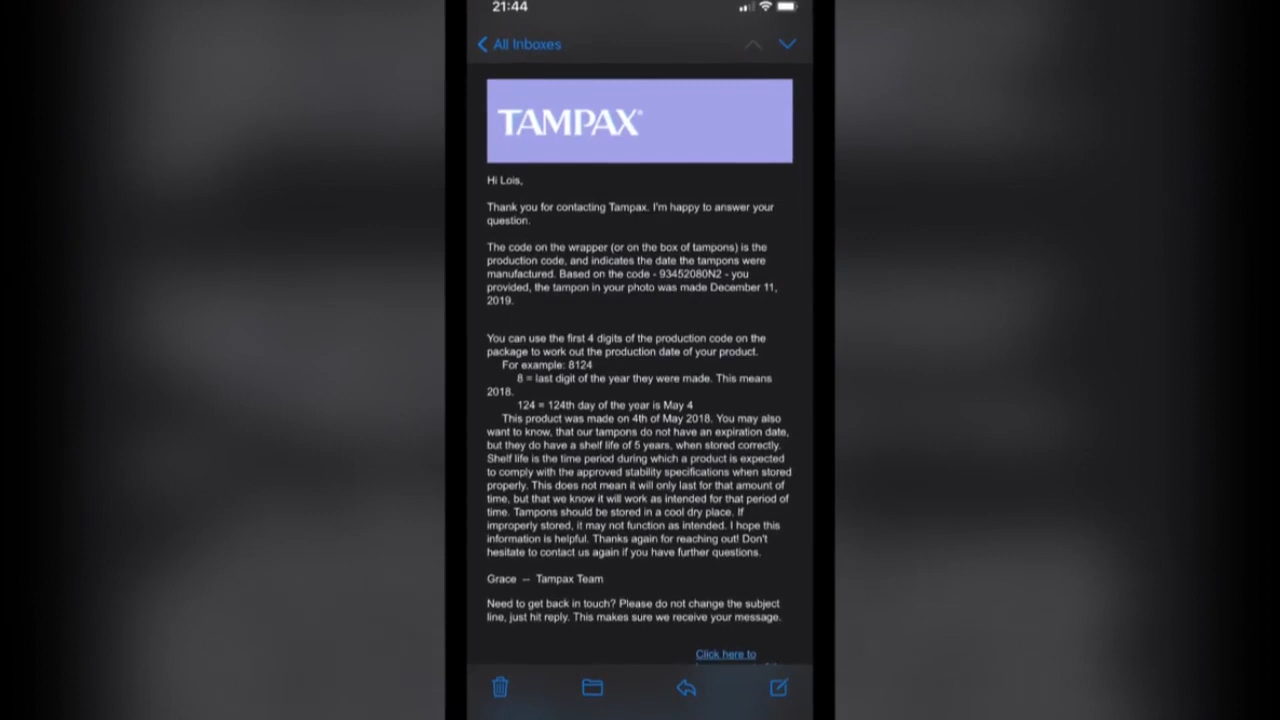 21:44
All Inboxes
TAMPAX®
Hi Lois,
Thank you for contacting Tampax. I'm happy to answer your
question.
The code on the wrapper (or on the box of tampons) is the
production code, and indicates the date the tampons were
manufactured. Based on the code - 93452080N2 - you
provided, the tampon in your photo was made December 11,
2019.
You can use the first 4 digits of the production code on the
package to work out the production date of your product.
For example: 8124
8 = last digit of the year they were made. This means
2018.
124 = 124th day of the year is May 4
This product was made on 4th of May 2018. You may also
want to know, that our tampons do not have an expiration date,
but they do have a shelf life of 5 years, when stored correctly.
Shelf life is the time period during which a product is expected
to comply with the approved stability specifications when stored
properly. This does not mean it will only last for that amount of
time, but that we know it will work as intended for that period of
time. Tampons should be stored in a cool dry place. If
improperly stored, it may not function as intended. I hope this
information is helpful. Thanks again for reaching out! Don't
hesitate to contact us again if you have further questions.
Grace -- Tampax Team
Need to get back in touch? Please do not change the subject
line, just hit reply. This makes sure we receive your message.
Click here to